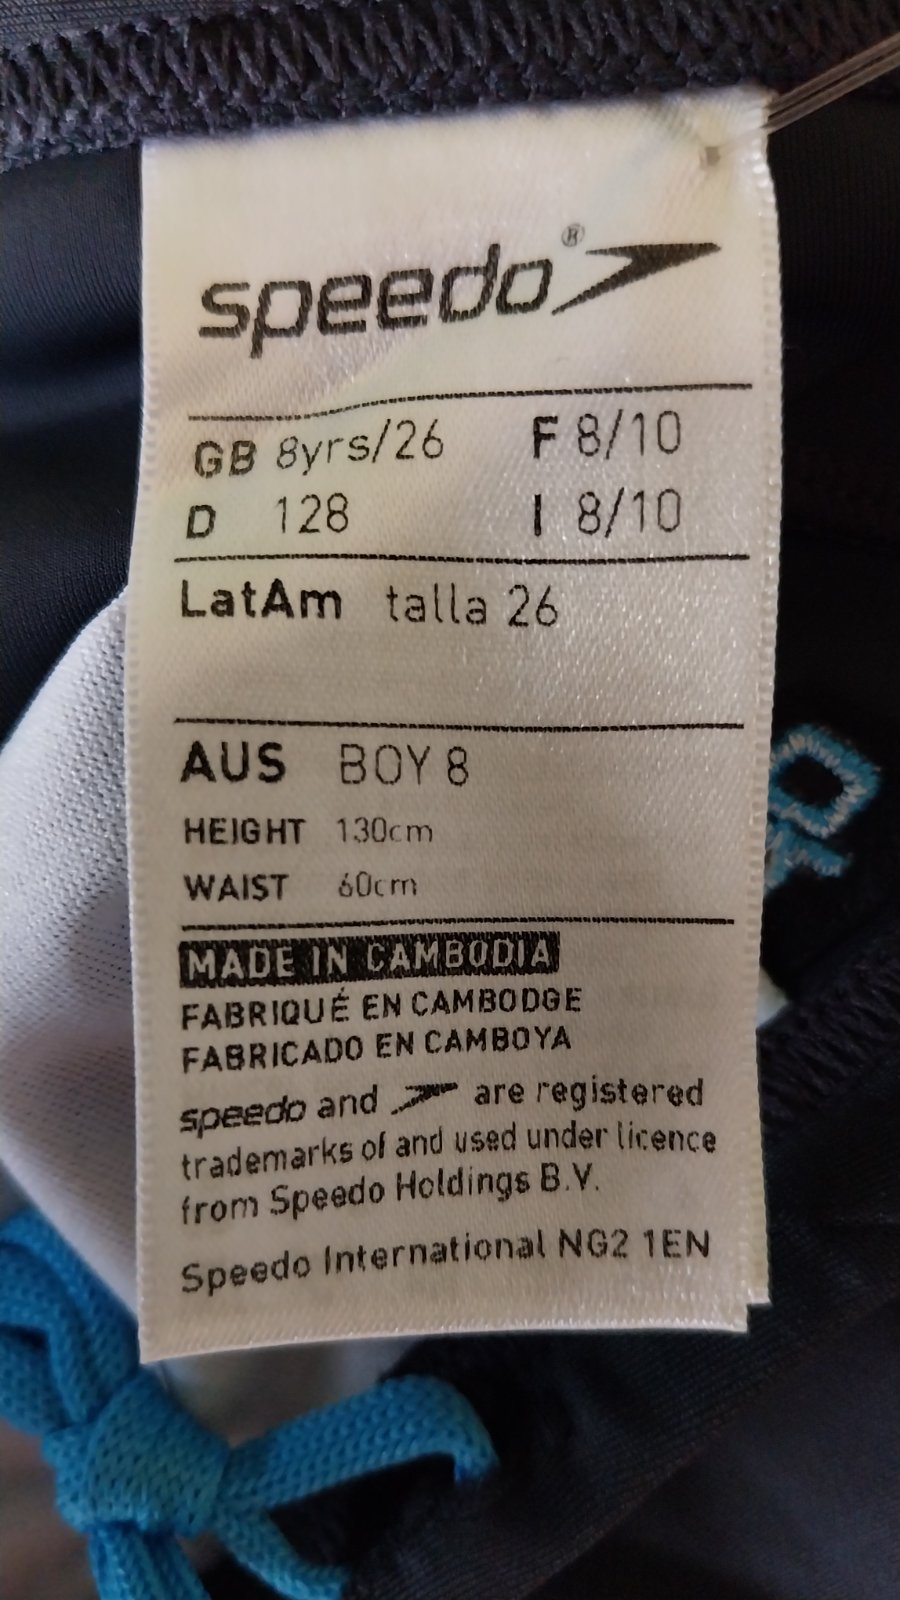 speedo®
GB 8yrs/26 F 8/10
D 128 I 8/10
LatAm talla 26
AUS BOY 8
HEIGHT 130cm
WAIST 60cm
MADE IN CAMBODIA
FABRIQUÉ EN CAMBODGE
FABRICADO EN CAMBOYA
speedo and are registered
trademarks of and used under licence
from Speedo Holdings B.V.
Speedo International NG2 1EN